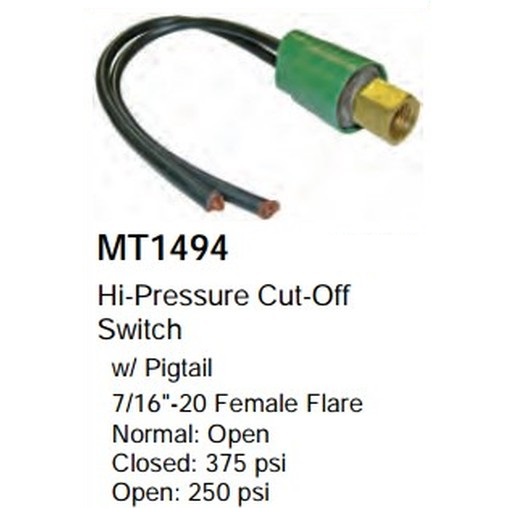 MT1494
Hi-Pressure Cut-Off
Switch
w/ Pigtail
7/16"-20 Female Flare
Normal: Open
Closed: 375 psi
Open: 250 psi